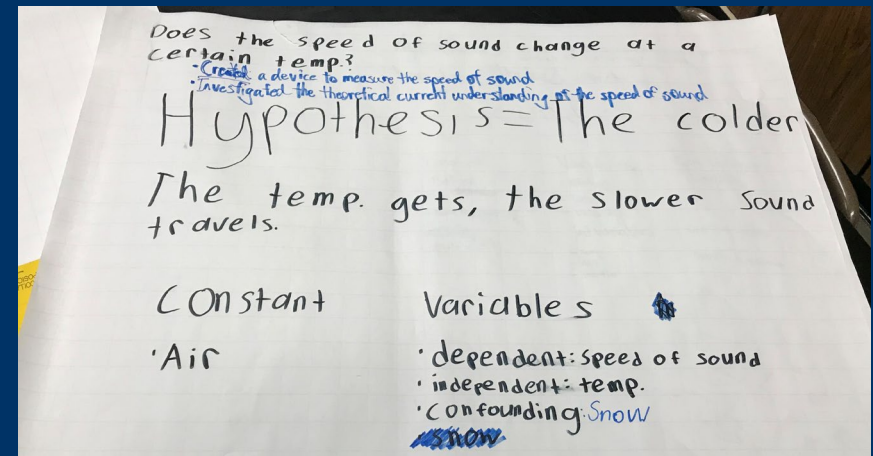 Does the speed of sound change at a
certain temp.?
·Created a device to measure the speed of sound
·Investigated the theoretical current understanding of the speed of sound
Hypothesis = The colder
The temp. gets, the slower sound
travels.
Constant Variables
·Air ·dependent: speed of sound
·independent: temp.
·confounding: Snow
snow